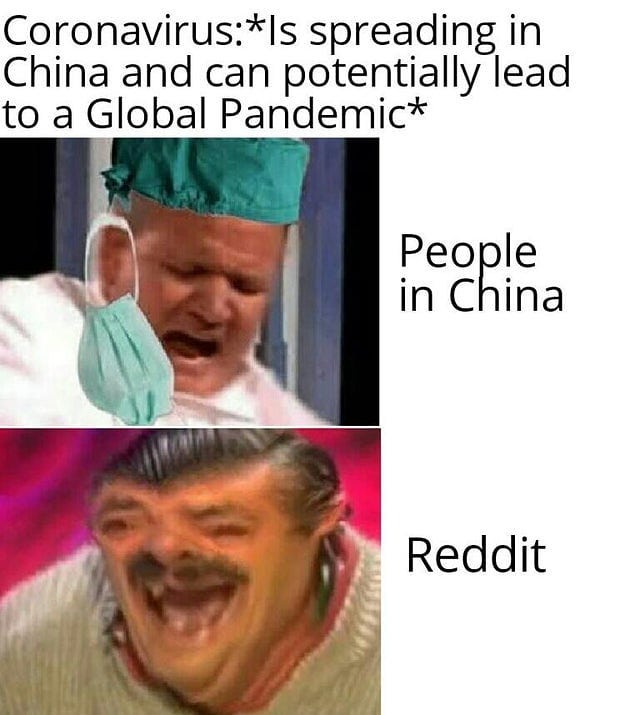 Coronavirus:*Is spreading in
China and can potentially lead
to a Global Pandemic*
People
in China
Reddit